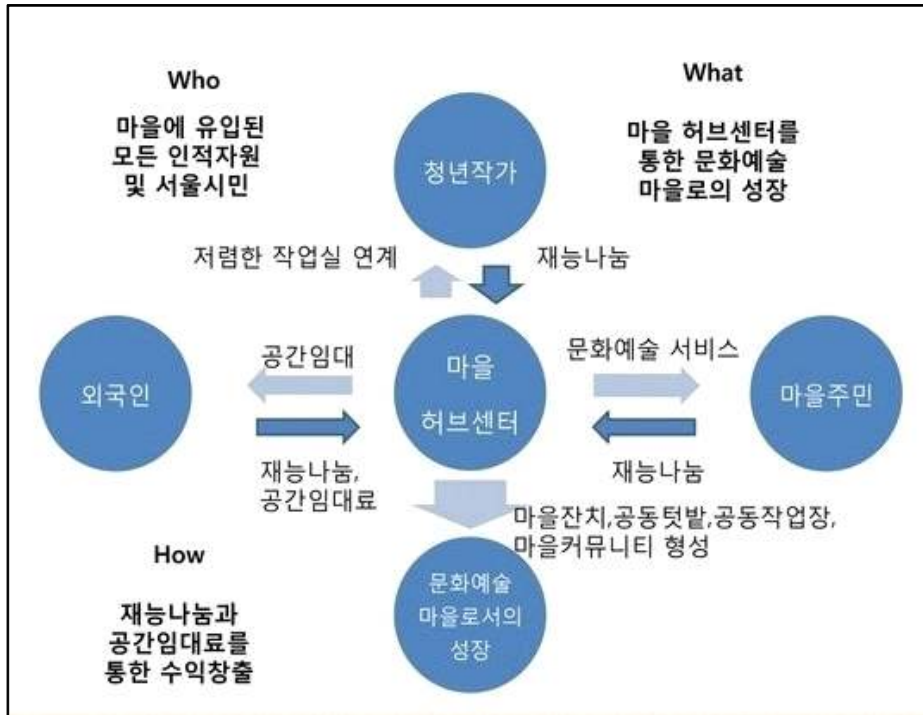 Who
마을에 유입된
모든 인적자원
및 서울시민
What
마을 허브센터를
통한 문화예술
마을로의 성장
청년작가
저렴한 작업실 연계
재능나눔
외국인
공간임대
재능나눔,
공간임대료
마을
허브센터
문화예술 서비스
재능나눔
마을주민
마을잔치,공동텃밭,공동작업장,
마을커뮤니티 형성
How
재능나눔과
공간임대료를
통한 수익창출
문화예술
마을로서의
성장